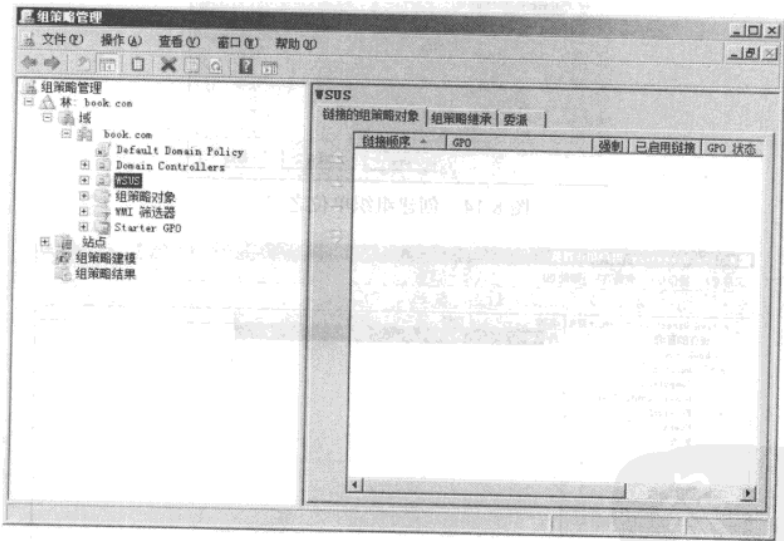 组策略管理
文件(F) 操作(A) 查看(V) 窗口(W) 帮助(H)
组策略管理
林: book.com
域
book.com
Default Domain Policy
Domain Controllers
WSUS
组策略对象
WMI 筛选器
Starter GPO
站点
组策略建模
组策略结果
WSUS
链接的组策略对象 组策略继承 委派
链接顺序 GPO 强制 已启用链接 GPO 状态